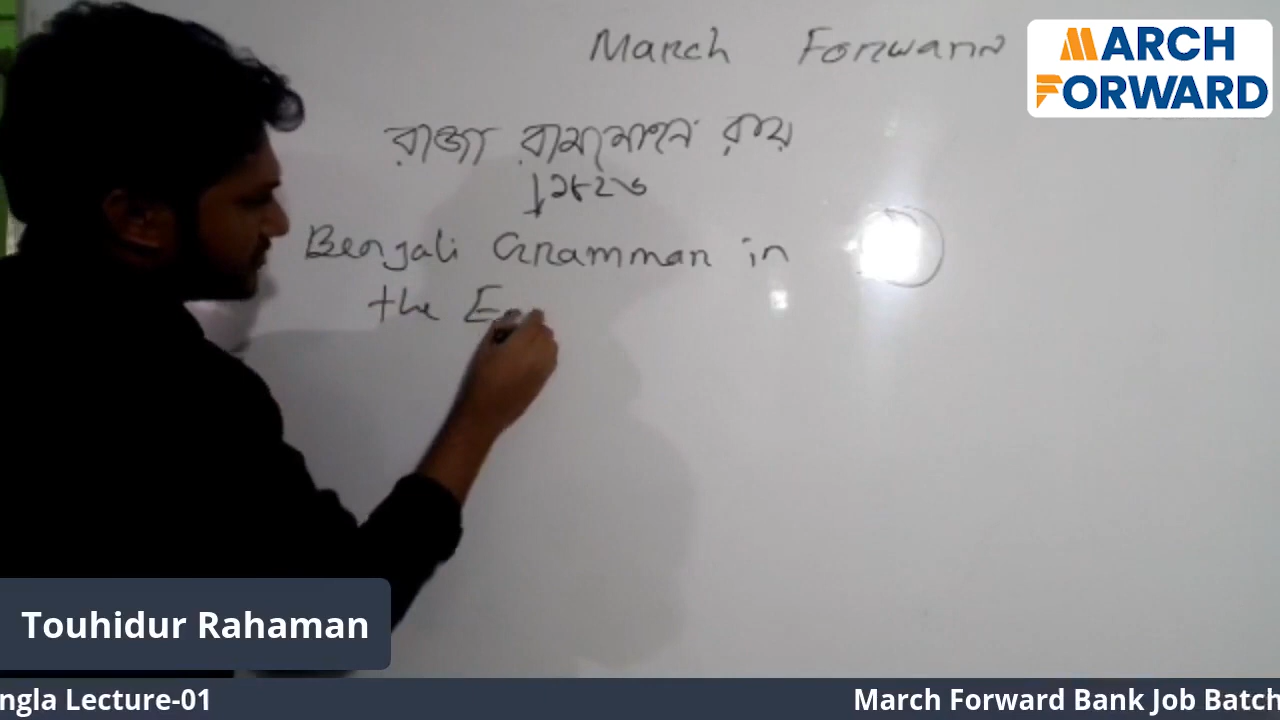 March Forward
MARCH
FORWARD
রাজা রামমোহন রায়
১৮২৬
Bengali Grammar in
the E
Touhidur Rahaman
ngla Lecture-01
March Forward Bank Job Batch